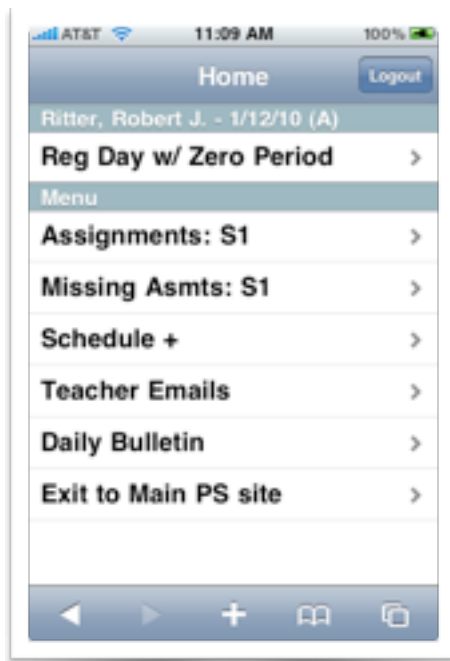 AT&T 11:09 AM 100%
Home Logout
Ritter, Robert J. - 1/12/10 (A)
Reg Day w/ Zero Period
Menu
Assignments: S1
Missing Asmts: S1
Schedule +
Teacher Emails
Daily Bulletin
Exit to Main PS site